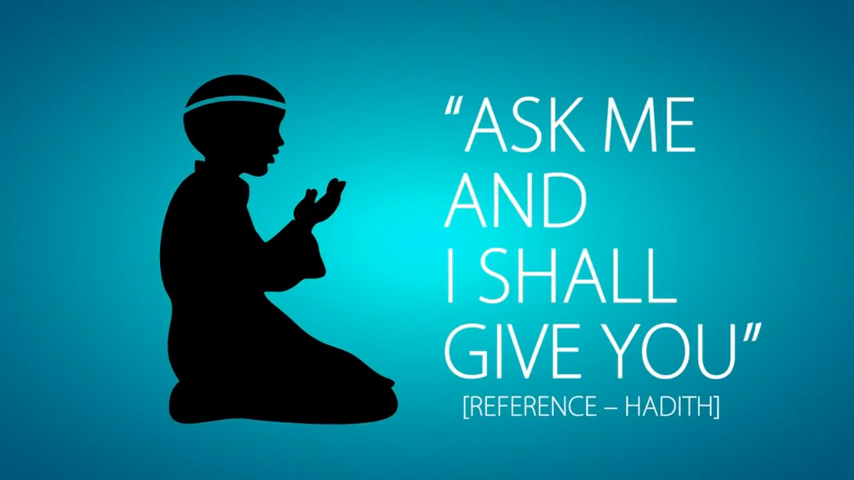 “ASK ME
AND
I SHALL
GIVE YOU”
[REFERENCE – HADITH]